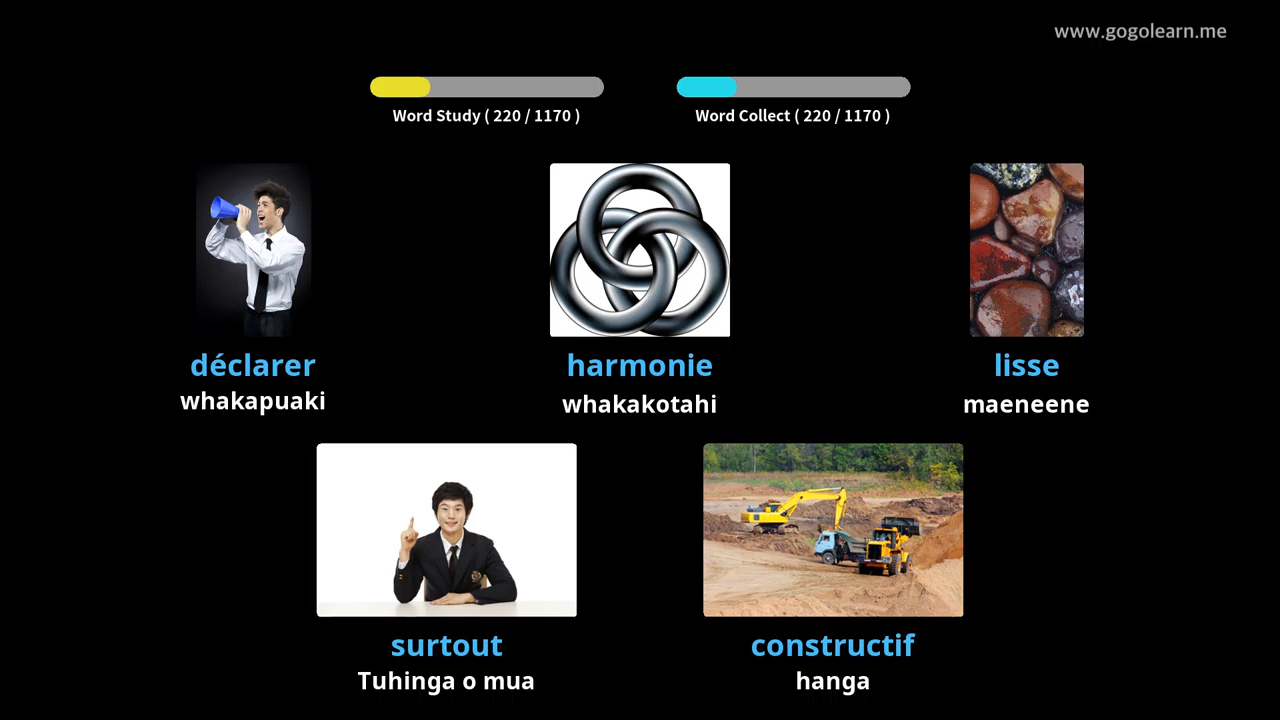 www.gogolearn.me
Word Study ( 220 / 1170 )
Word Collect ( 220 / 1170 )
déclarer
whakapuaki
harmonie
whakakotahi
lisse
maeneene
surtout
Tuhinga o mua
constructif
hanga